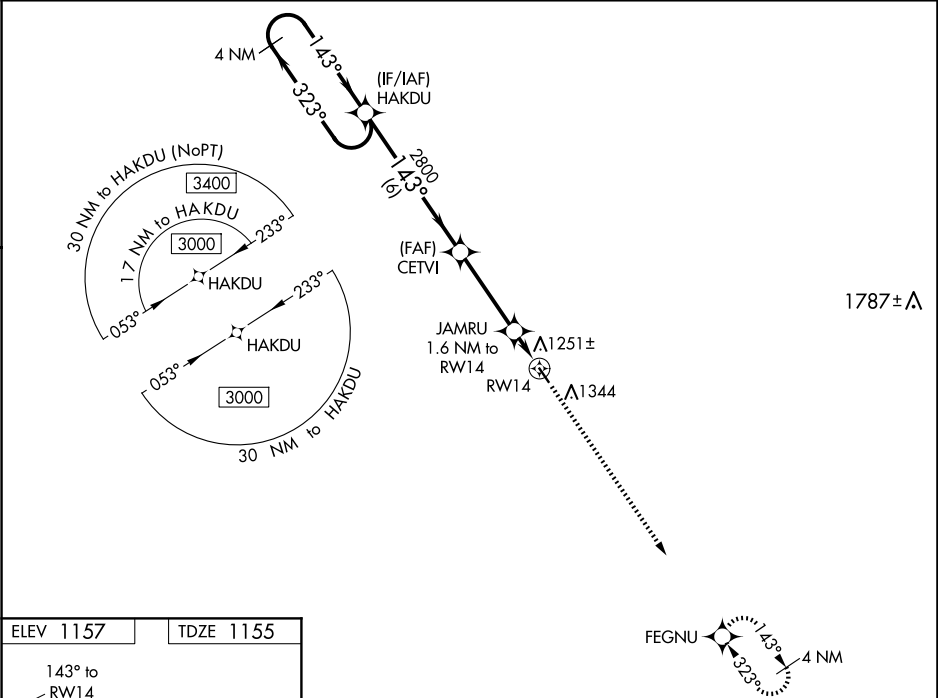 4 NM
143°
323°
(IF/IAF)
HAKDU
2800
143°
(6)
30 NM to HAKDU (NoPT)
3400
17 NM to HAKDU
3000
233°
HAKDU
053°
233°
HAKDU
053°
3000
30 NM to HAKDU
(FAF)
CETVI
1787±
JAMRU
1.6 NM to
RW14
1251±
RW14
1344
FEGNU
143°
323°
4 NM
ELEV 1157
TDZE 1155
143° to
RW14